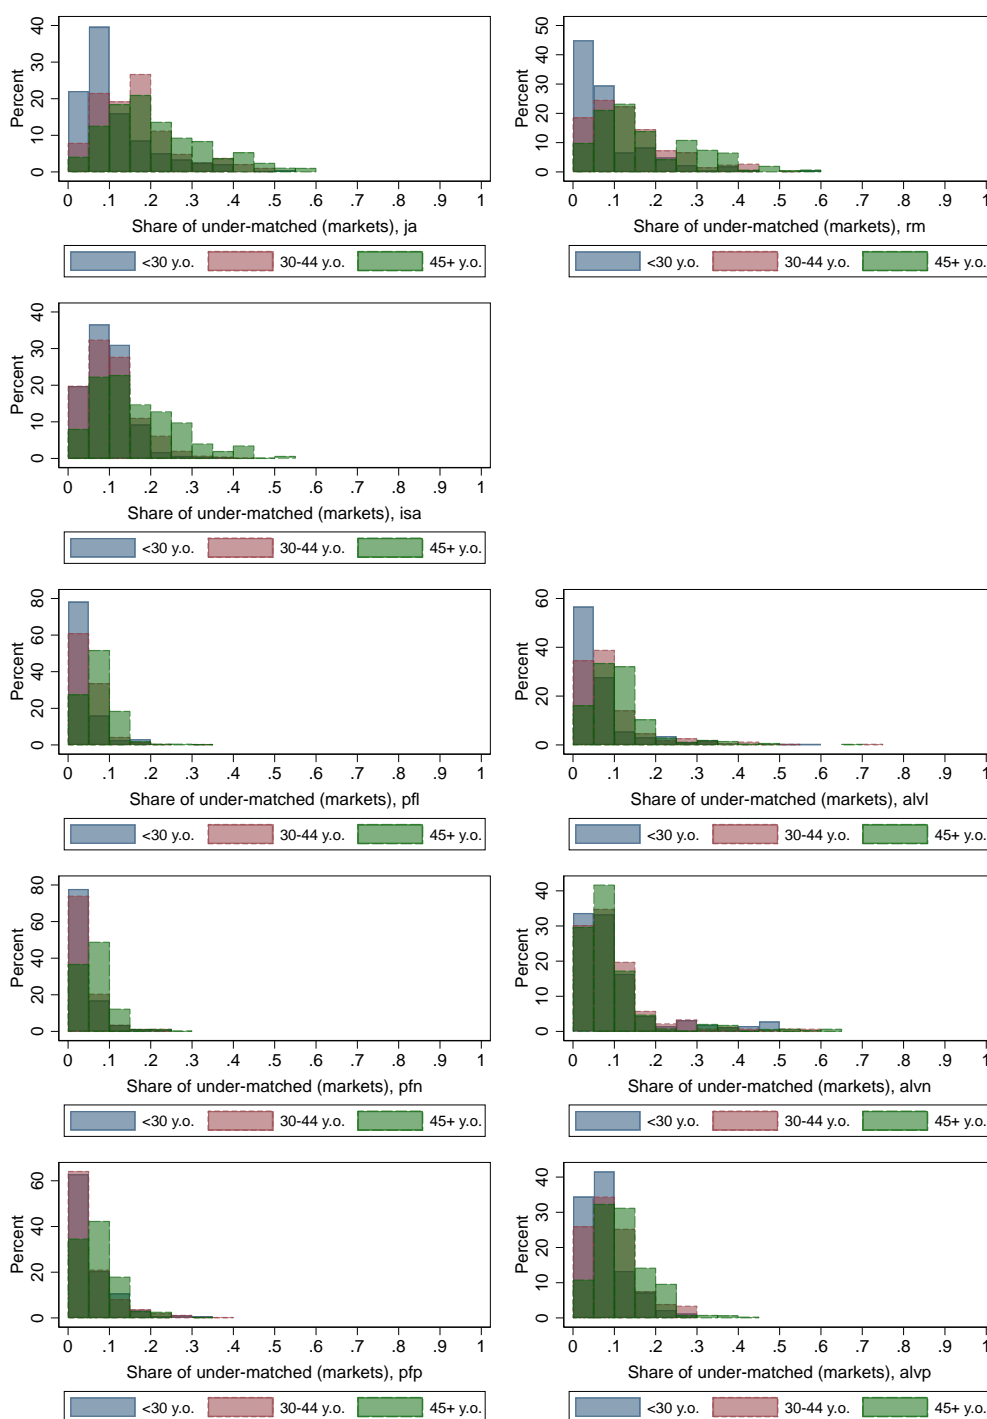 Percent
0 10 20 30 40
0 .1 .2 .3 .4 .5 .6 .7 .8 .9 1
Share of under-matched (markets), ja
<30 y.o. 30-44 y.o. 45+ y.o.
Percent
0 10 20 30 40 50
0 .1 .2 .3 .4 .5 .6 .7 .8 .9 1
Share of under-matched (markets), rm
<30 y.o. 30-44 y.o. 45+ y.o.
Percent
0 10 20 30 40
0 .1 .2 .3 .4 .5 .6 .7 .8 .9 1
Share of under-matched (markets), isa
<30 y.o. 30-44 y.o. 45+ y.o.
Percent
0 20 40 60 80
0 .1 .2 .3 .4 .5 .6 .7 .8 .9 1
Share of under-matched (markets), pfl
<30 y.o. 30-44 y.o. 45+ y.o.
Percent
0 20 40 60
0 .1 .2 .3 .4 .5 .6 .7 .8 .9 1
Share of under-matched (markets), alvl
<30 y.o. 30-44 y.o. 45+ y.o.
Percent
0 20 40 60 80
0 .1 .2 .3 .4 .5 .6 .7 .8 .9 1
Share of under-matched (markets), pfn
<30 y.o. 30-44 y.o. 45+ y.o.
Percent
0 10 20 30 40
0 .1 .2 .3 .4 .5 .6 .7 .8 .9 1
Share of under-matched (markets), alvn
<30 y.o. 30-44 y.o. 45+ y.o.
Percent
0 20 40 60
0 .1 .2 .3 .4 .5 .6 .7 .8 .9 1
Share of under-matched (markets), pfp
<30 y.o. 30-44 y.o. 45+ y.o.
Percent
0 10 20 30 40
0 .1 .2 .3 .4 .5 .6 .7 .8 .9 1
Share of under-matched (markets), alvp
<30 y.o. 30-44 y.o. 45+ y.o.